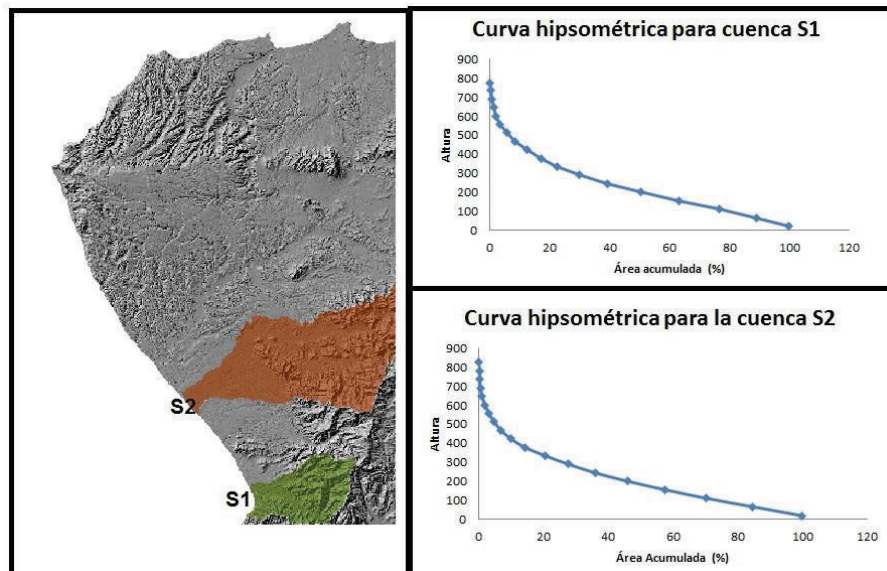 S2
S1
Curva hipsométrica para cuenca S1
Altura
900
800
700
600
500
400
300
200
100
0
0 20 40 60 80 100 120
Área acumulada (%)
Curva hipsométrica para la cuenca S2
Altura
900
800
700
600
500
400
300
200
100
0
0 20 40 60 80 100 120
Área Acumulada (%)